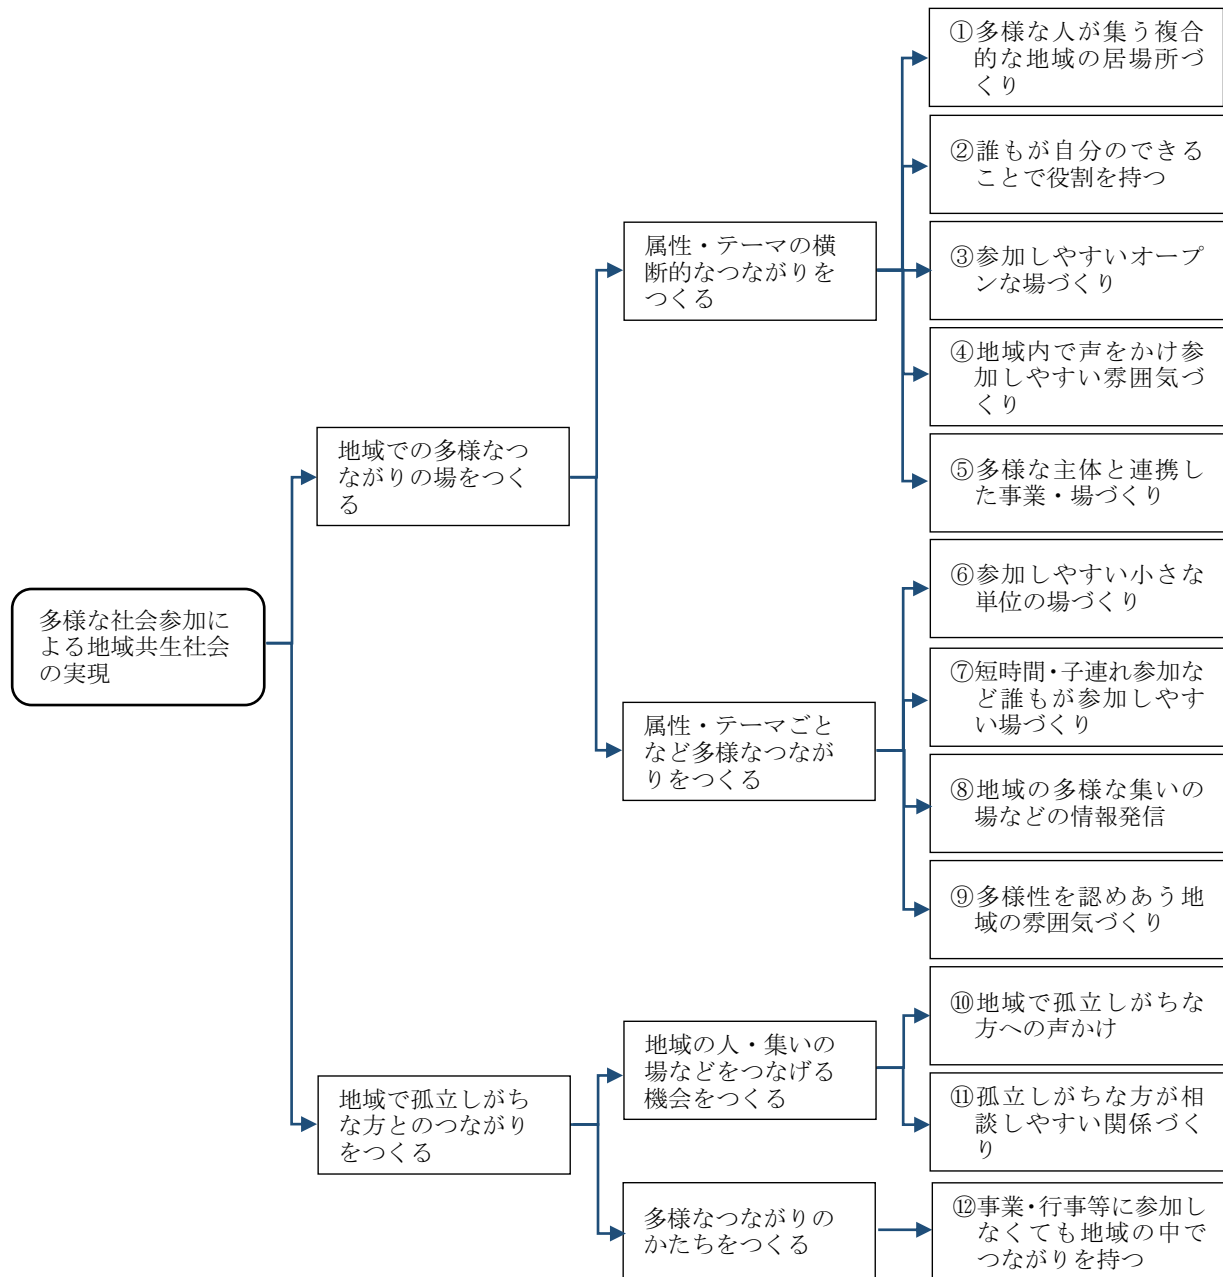 多様な社会参加に
よる地域共生社会
の実現
地域での多様なつ
ながりの場をつく
る
属性・テーマの横
断的なつながりを
つくる
①多様な人が集う複合
的な地域の居場所づ
くり
②誰もが自分のできる
ことで役割を持つ
③参加しやすいオープ
ンな場づくり
④地域内で声をかけ参
加しやすい雰囲気づ
くり
⑤多様な主体と連携し
た事業・場づくり
属性・テーマごと
など多様なつなが
りをつくる
⑥参加しやすい小さな
単位の場づくり
⑦短時間・子連れ参加な
ど誰もが参加しやす
い場づくり
⑧地域の多様な集いの
場などの情報発信
⑨多様性を認めあう地
域の雰囲気づくり
地域で孤立しがち
な方とのつながり
をつくる
地域の人・集いの
場などをつなげる
機会をつくる
⑩地域で孤立しがちな
方への声かけ
⑪孤立しがちな方が相
談しやすい関係づく
り
多様なつながりの
かたちをつくる
⑫事業・行事等に参加し
なくても地域の中で
つながりを持つ